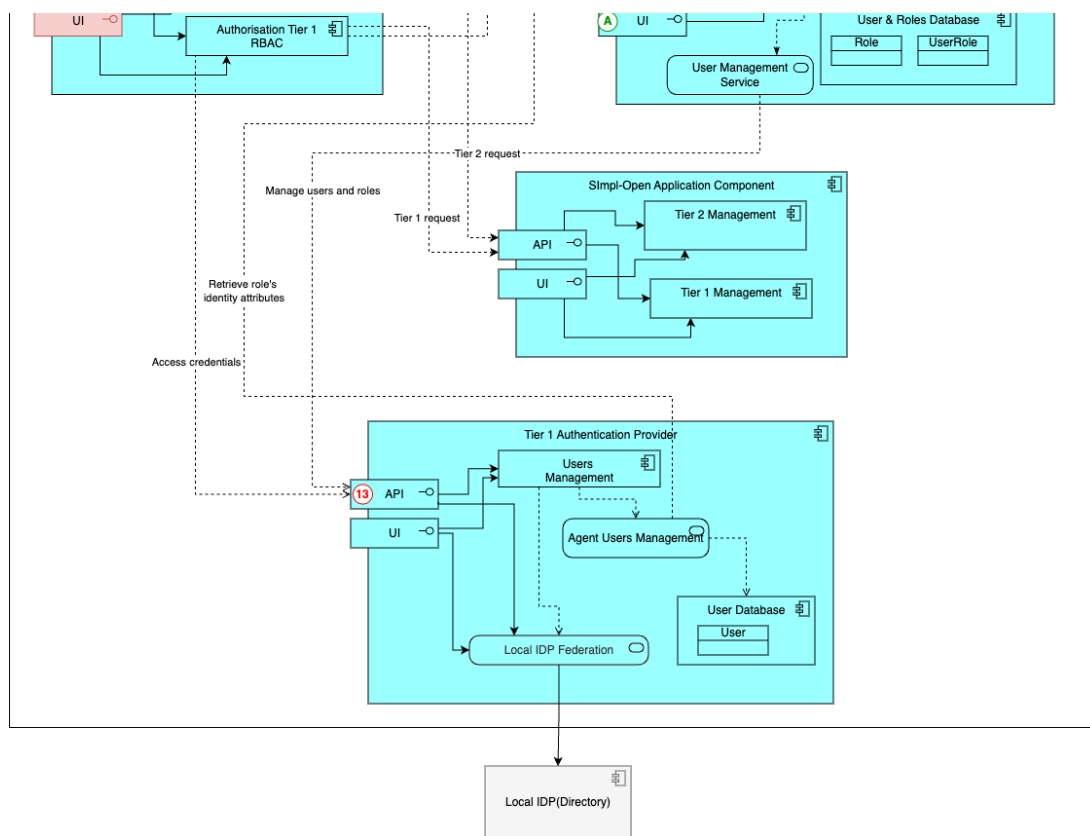 UI
Authorisation Tier 1
RBAC
A
UI
User & Roles Database
Role
UserRole
User Management
Service
Tier 2 request
Manage users and roles
Tier 1 request
SImpl-Open Application Component
Tier 2 Management
API
UI
Tier 1 Management
Retrieve role's
identity attributes
Access credentials
Tier 1 Authentication Provider
Users
Management
13
API
UI
Agent Users Management
User Database
User
Local IDP Federation
Local IDP(Directory)